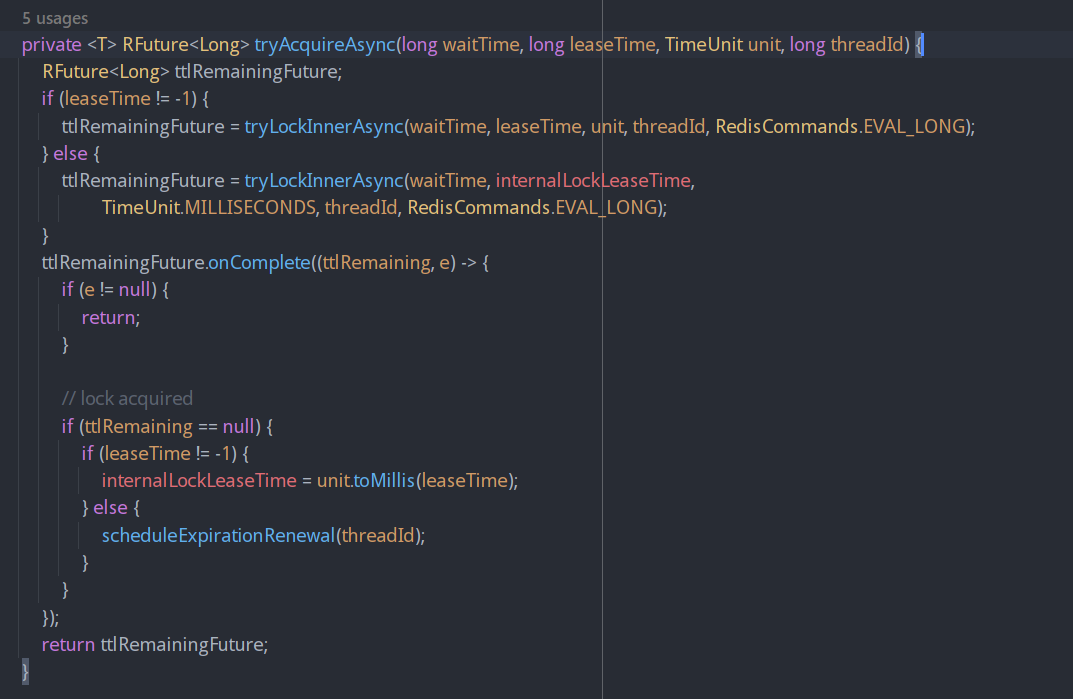 5 usages
private <T> RFuture<Long> tryAcquireAsync(long waitTime, long leaseTime, TimeUnit unit, long threadId) {
RFuture<Long> ttlRemainingFuture;
if (leaseTime != -1) {
ttlRemainingFuture = tryLockInnerAsync(waitTime, leaseTime, unit, threadId, RedisCommands.EVAL_LONG);
} else {
ttlRemainingFuture = tryLockInnerAsync(waitTime, internalLockLeaseTime,
TimeUnit.MILLISECONDS, threadId, RedisCommands.EVAL_LONG);
}
ttlRemainingFuture.onComplete((ttlRemaining, e) -> {
if (e != null) {
return;
}
// lock acquired
if (ttlRemaining == null) {
if (leaseTime != -1) {
internalLockLeaseTime = unit.toMillis(leaseTime);
} else {
scheduleExpirationRenewal(threadId);
}
}
});
return ttlRemainingFuture;
}